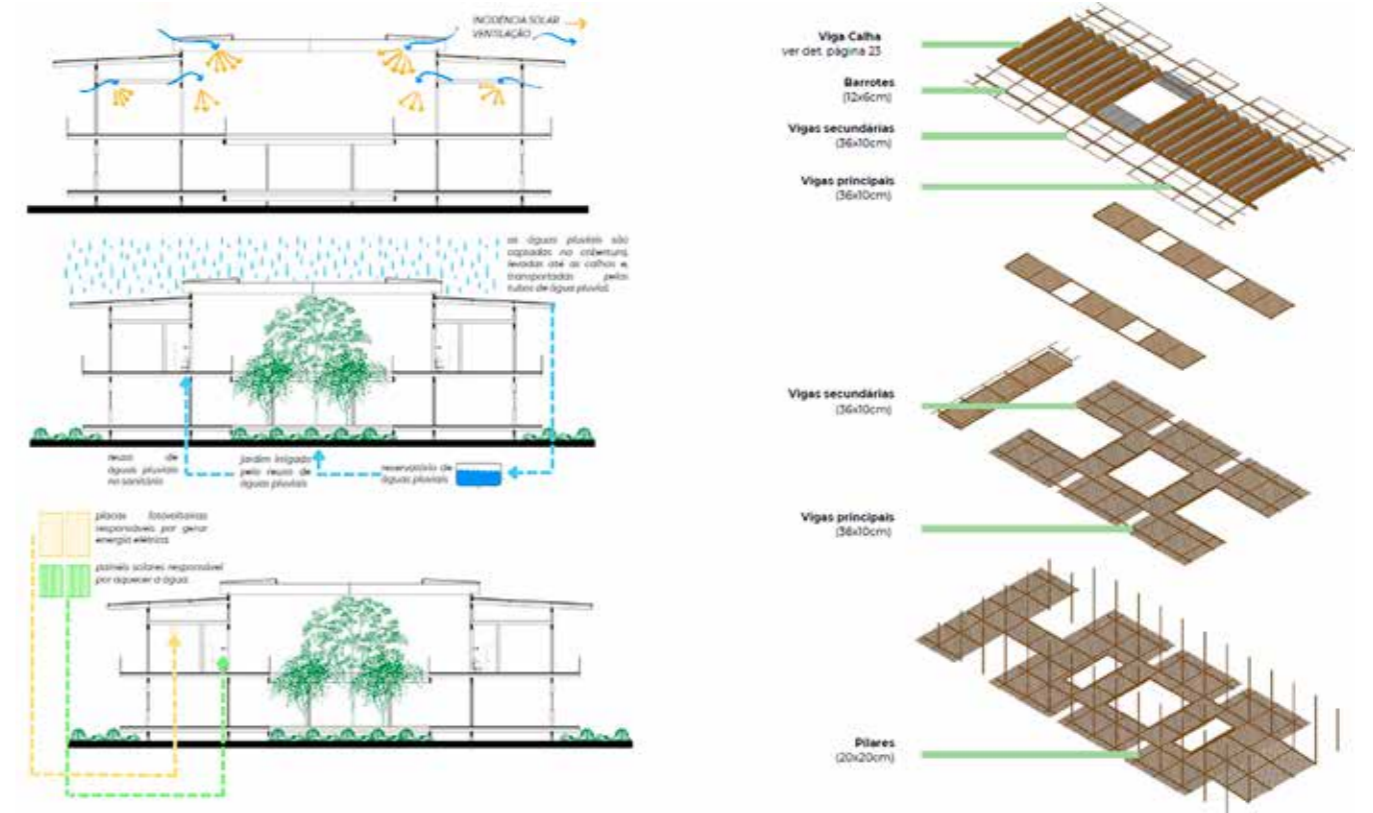 INCIDÊNCIA SOLAR
VENTILAÇÃO
as águas pluviais são
captadas na cobertura,
levadas até as calhas e,
transportadas pelos
tubos de água pluvial.
reuso de
águas pluviais
no sanitário
jardim irrigado
pelo reuso de
águas pluviais
reservatório de
águas pluviais
placas fotovoltaicas
responsáveis por gerar
energia elétrica
painéis solares responsável
por aquecer a água.
Viga Calha
ver det. página 23
Barrotes
(12x6cm)
Vigas secundárias
(36x10cm)
Vigas principais
(36x10cm)
Vigas secundárias
(36x10cm)
Vigas principais
(36x10cm)
Pilares
(20x20cm)